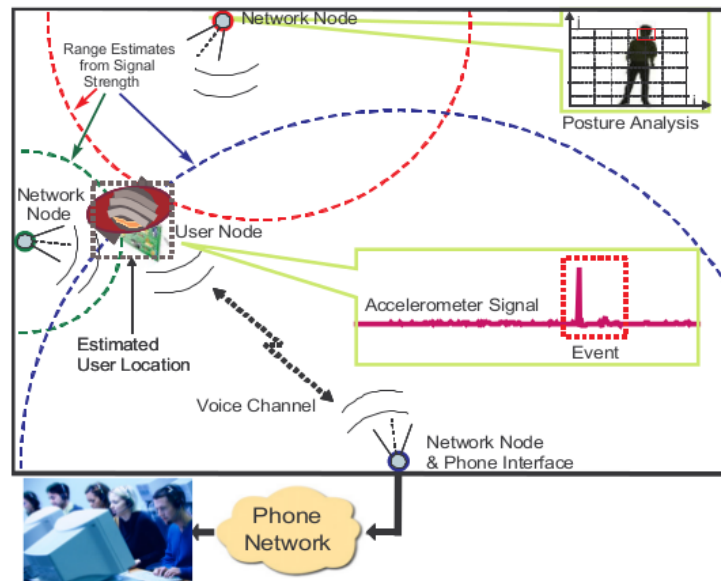 Network Node
Range Estimates
from Signal
Strength
j
i
Posture Analysis
Network
Node
User Node
Accelerometer Signal
Event
Estimated
User Location
Voice Channel
Network Node
& Phone Interface
Phone
Network